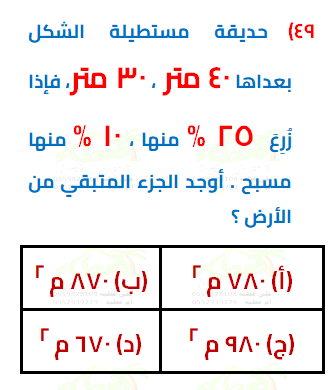 ٤٩) حديقة مستطيلة الشكل
بعداها ٤٠ متر ، ٣٠ متر، فإذا
زُرِعَ ٢٥ % منها ، ١٠ % منها
مسبح . أوجد الجزء المتبقي من
الأرض ؟
(أ) ٧٨٠ م ٢ (ب) ٨٧٠ م ٢
(ج) ٩٨٠ م ٢ (د) ٦٧٠ م ٢